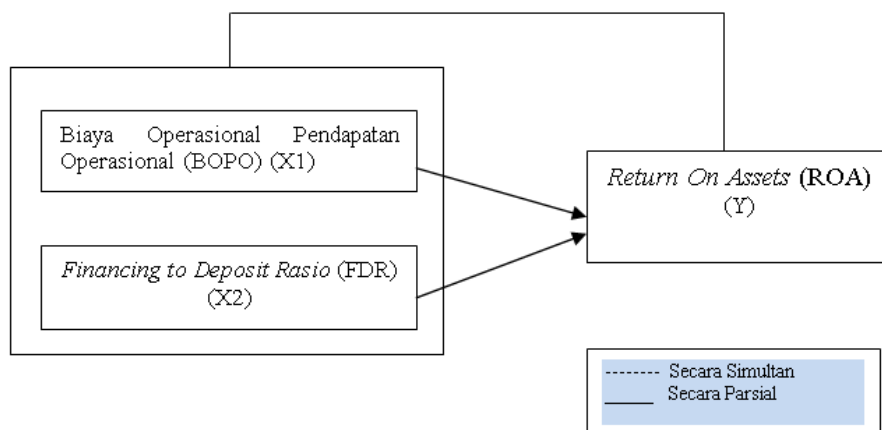 Biaya Operasional Pendapatan
Operasional (BOPO) (X1)
Return On Assets (ROA)
(Y)
Financing to Deposit Rasio (FDR)
(X2)
Secara Simultan
Secara Parsial